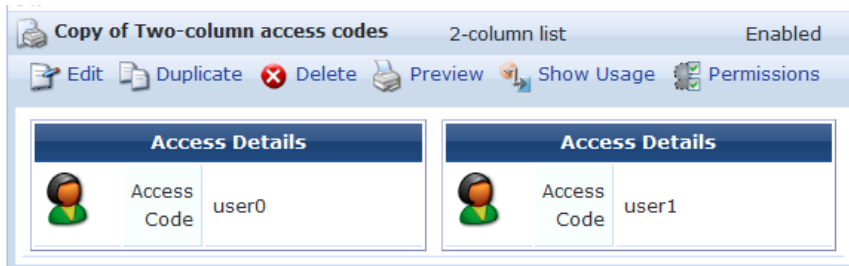 Copy of Two-column access codes 2-column list Enabled
Edit Duplicate Delete Preview Show Usage Permissions
Access Details Access Details
Access Code user0 Access Code user1